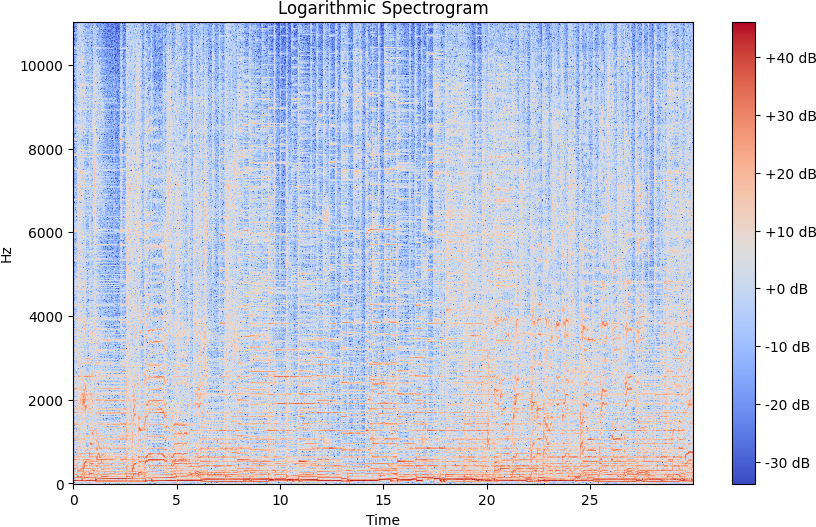 Logarithmic Spectrogram
Hz
10000
8000
6000
4000
2000
0
0 5 10 15 20 25
Time
+40 dB
+30 dB
+20 dB
+10 dB
+0 dB
-10 dB
-20 dB
-30 dB